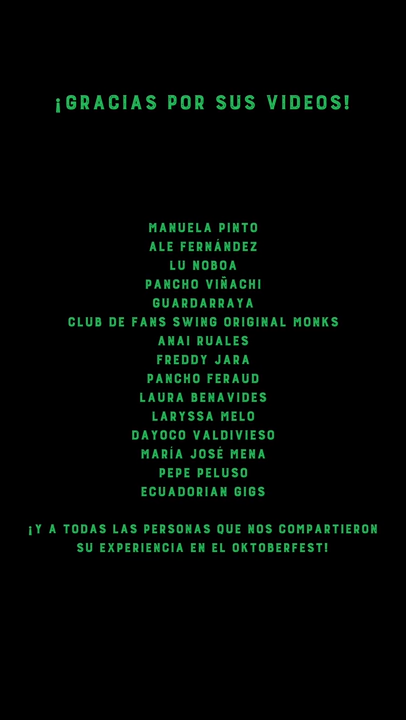 ¡GRACIAS POR SUS VIDEOS!
MANUELA PINTO
ALE FERNÁNDEZ
LU NOBOA
PANCHO VIÑACHI
GUARDARRAYA
CLUB DE FANS SWING ORIGINAL MONKS
ANAI RUALES
FREDDY JARA
PANCHO FERAUD
LAURA BENAVIDES
LARYSSA MELO
DAYOCO VALDIVIESO
MARÍA JOSÉ MENA
PEPE PELUSO
ECUADORIAN GIGS
¡Y A TODAS LAS PERSONAS QUE NOS COMPARTIERON
SU EXPERIENCIA EN EL OKTOBERFEST!